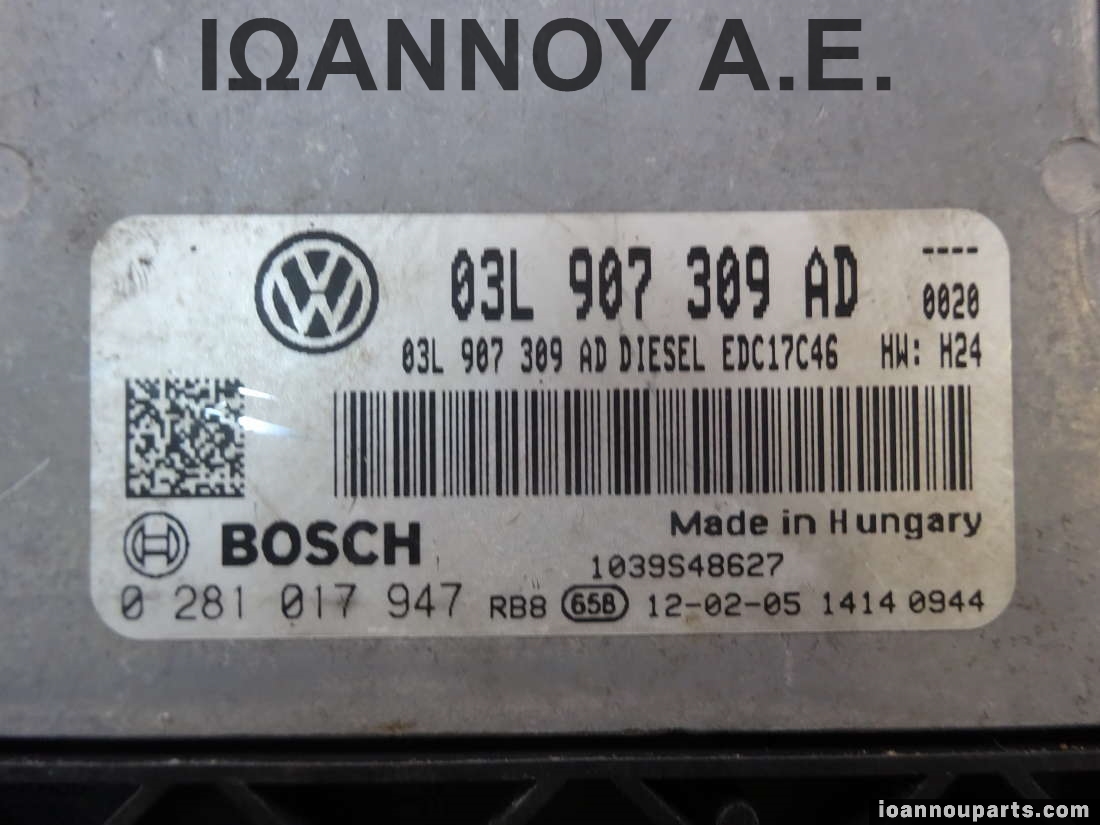 ΙΩΑΝΝΟΥ Α.Ε.
03L 907 309 AD ----
0020
03L 907 309 AD DIESEL EDC17C46 HW: H24
BOSCH
Made in Hungary
1039S48627
0 281 017 947 RB8 65B 12-02-05 1414 0944
ioannouparts.com